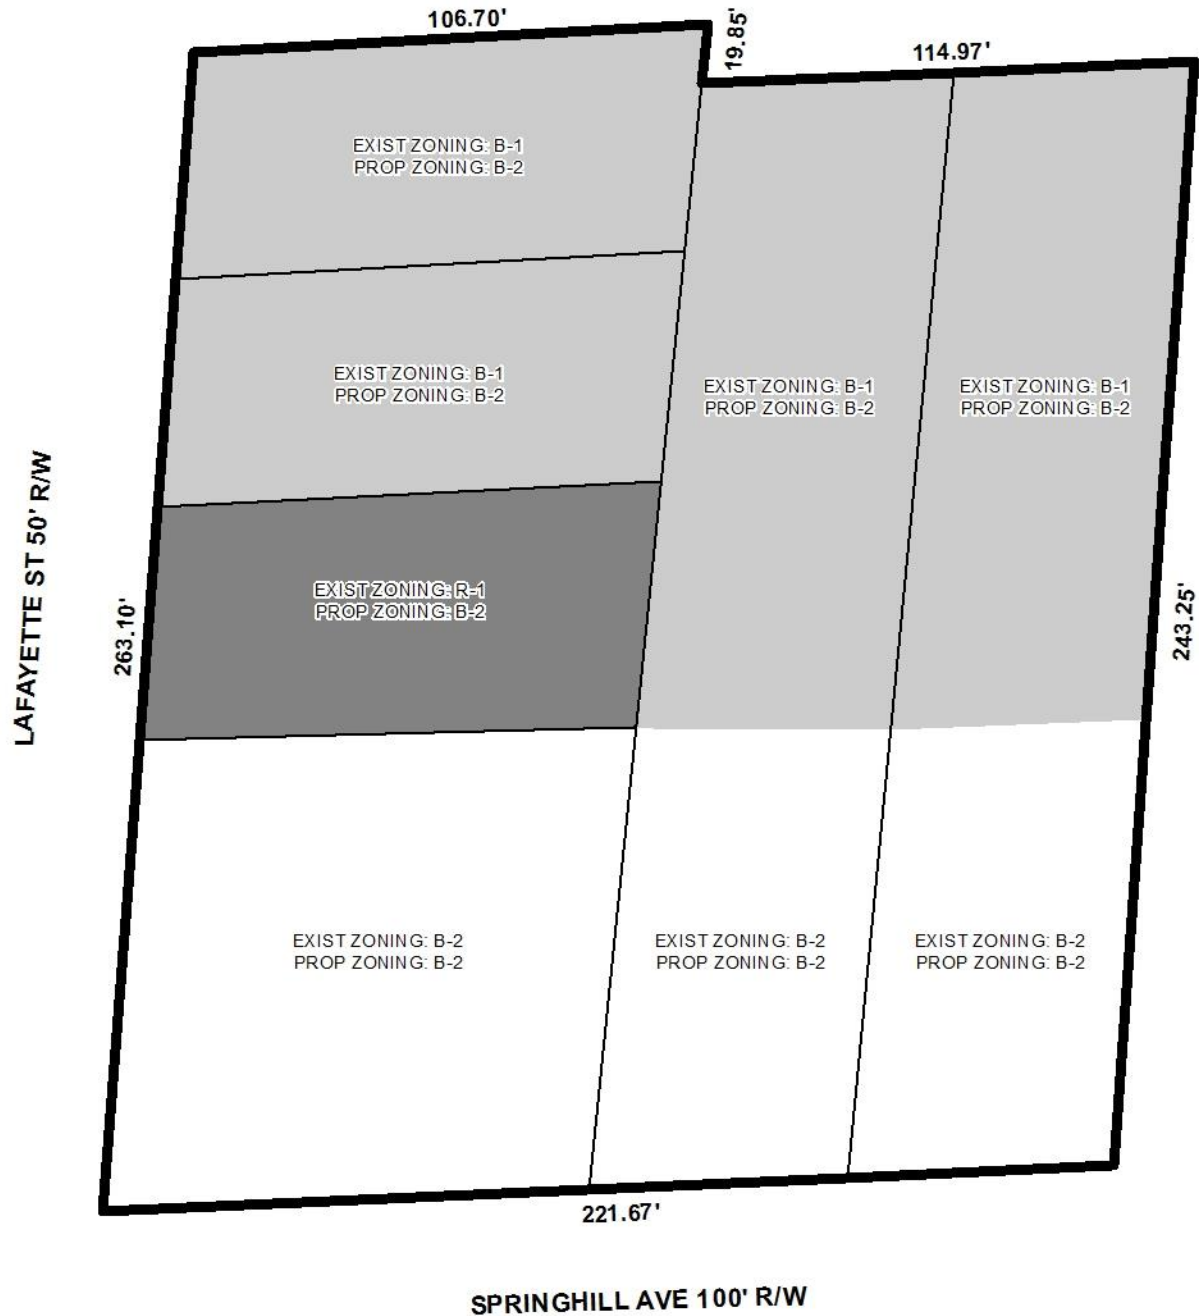 106.70'
19.85'
114.97'
EXIST ZONING: B-1
PROP ZONING: B-2
EXIST ZONING: B-1
PROP ZONING: B-2
EXIST ZONING: B-1
PROP ZONING: B-2
EXIST ZONING: B-1
PROP ZONING: B-2
LAFAYETTE ST 50' R/W
263.10'
EXIST ZONING: R-1
PROP ZONING: B-2
243.25'
EXIST ZONING: B-2
PROP ZONING: B-2
EXIST ZONING: B-2
PROP ZONING: B-2
EXIST ZONING: B-2
PROP ZONING: B-2
221.67'
SPRINGHILL AVE 100' R/W